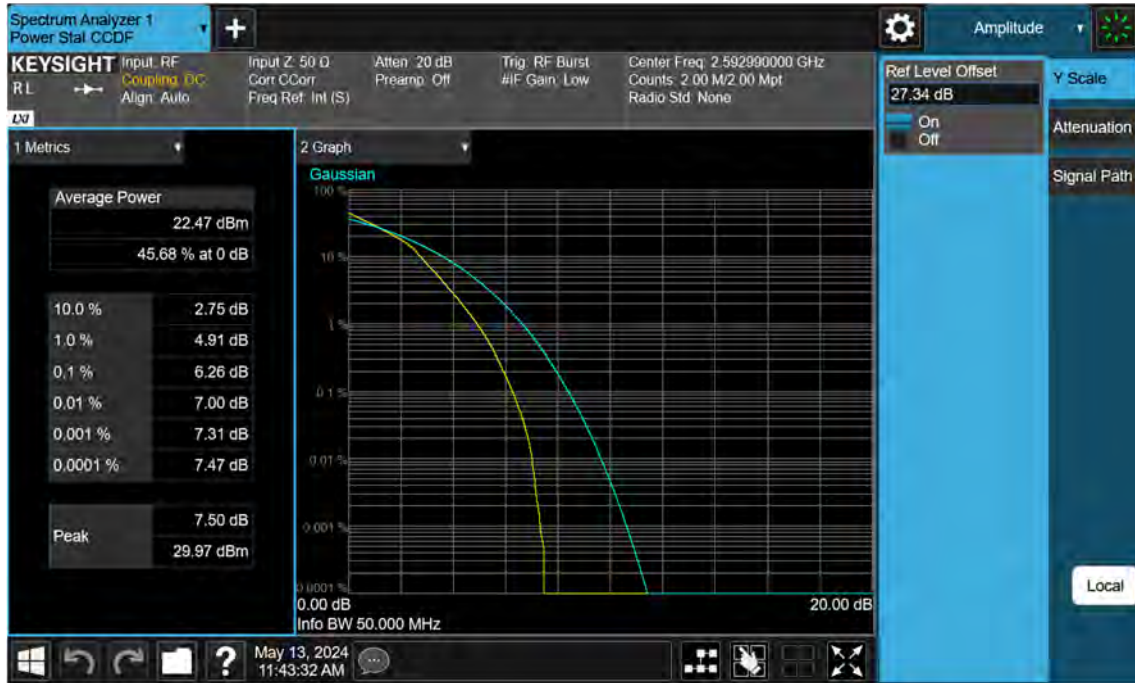 Spectrum Analyzer 1
Power Stat CCDF
+
Amplitude
KEYSIGHT
RL
LXI
Input: RF
Coupling: DC
Align: Auto
Input Z: 50 Ω
Corr CCorr
Freq Ref: Int (S)
Atten: 20 dB
Preamp: Off
Trig: RF Burst
#IF Gain: Low
Center Freq: 2.592990000 GHz
Counts: 2.00 M/2.00 Mpt
Radio Std: None
Ref Level Offset
27.34 dB
On
Off
Y Scale
Attenuation
Signal Path
Local
1 Metrics
Average Power
22.47 dBm
45.68 % at 0 dB
10.0 % 2.75 dB
1.0 % 4.91 dB
0.1 % 6.26 dB
0.01 % 7.00 dB
0.001 % 7.31 dB
0.0001 % 7.47 dB
Peak
7.50 dB
29.97 dBm
2 Graph
Gaussian
100 %
10 %
1 %
0.1 %
0.01 %
0.001 %
0.0001 %
0.00 dB 20.00 dB
Info BW 50.000 MHz
?
May 13, 2024
11:43:32 AM